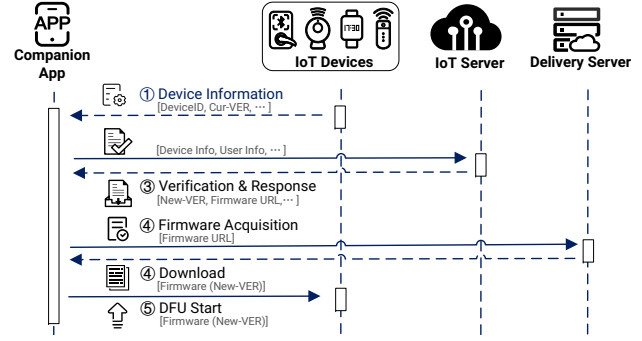 APP
Companion
App
17:30
IoT Devices
IoT Server
Delivery Server
① Device Information
[DeviceID, Cur-VER, ··· ]
[Device Info, User Info, ··· ]
③ Verification & Response
[New-VER, Firmware URL,··· ]
④ Firmware Acquisition
[Firmware URL]
④ Download
[Firmware (New-VER)]
⑤ DFU Start
[Firmware (New-VER)]